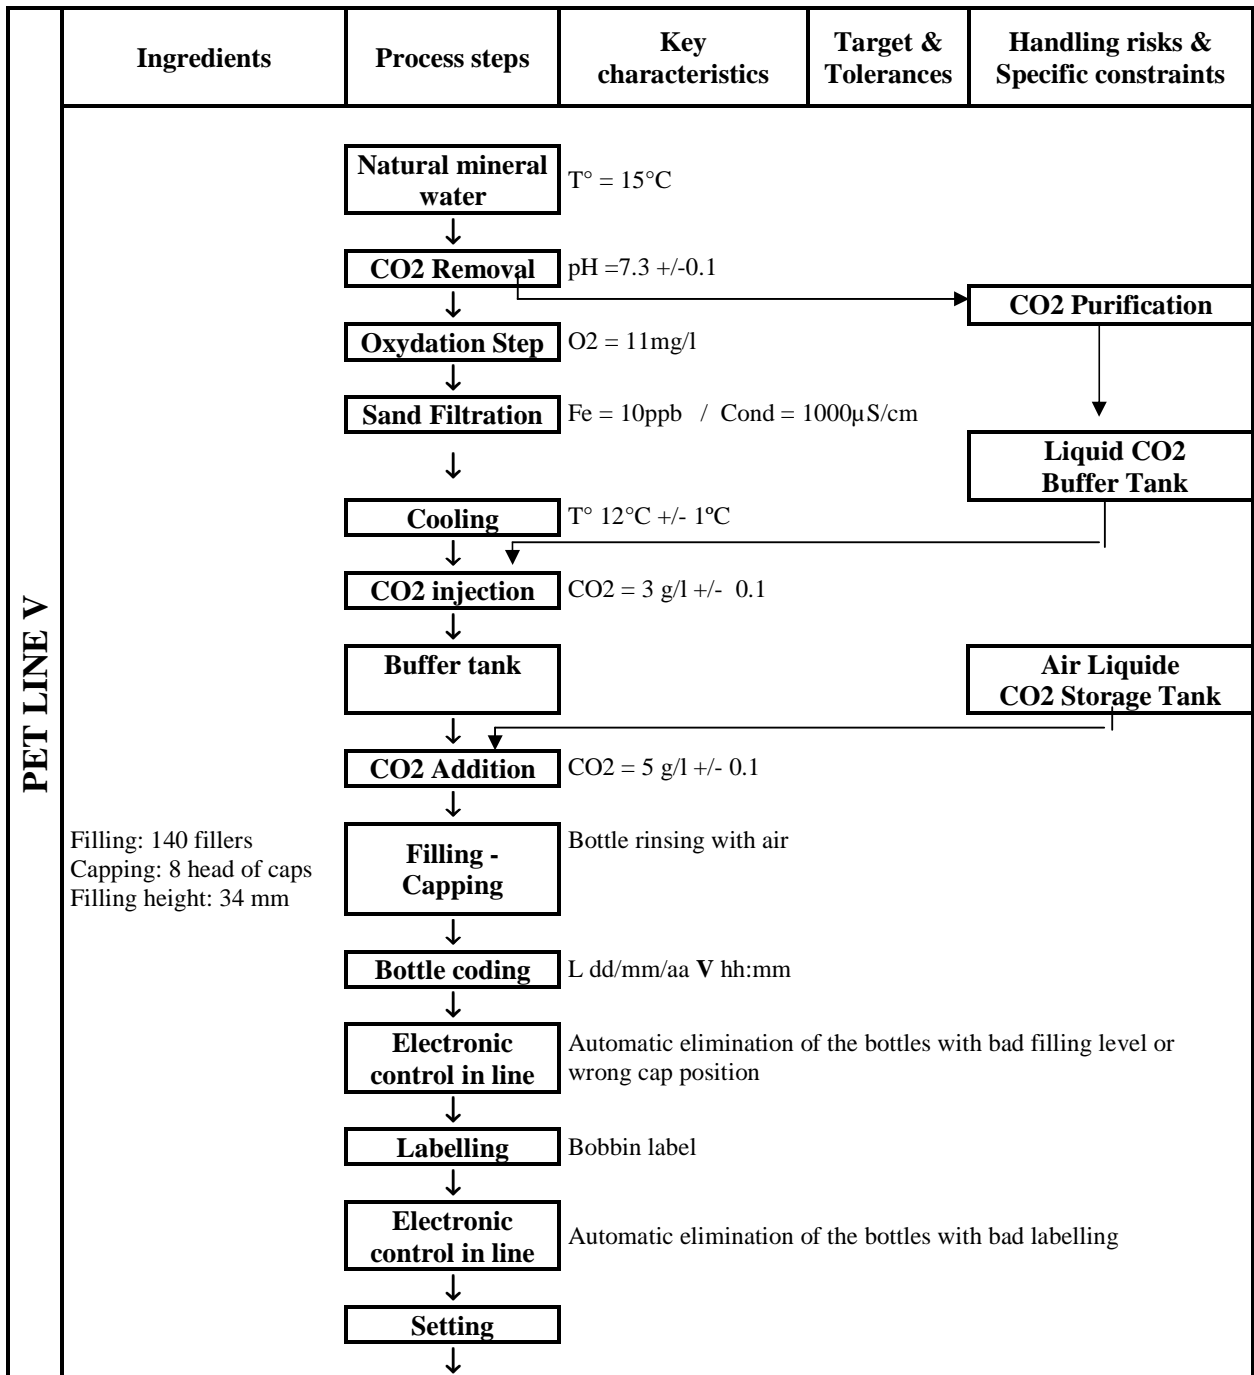 Ingredients
Process steps
Key
characteristics
Target &
Tolerances
Handling risks &
Specific constraints
PET LINE V
Natural mineral
water
T° = 15°C
CO2 Removal
pH =7.3 +/-0.1
CO2 Purification
Oxydation Step
O2 = 11mg/l
Sand Filtration
Fe = 10ppb / Cond = 1000µS/cm
Liquid CO2
Buffer Tank
Cooling
T° 12°C +/- 1ºC
CO2 injection
CO2 = 3 g/l +/- 0.1
Buffer tank
Air Liquide
CO2 Storage Tank
CO2 Addition
CO2 = 5 g/l +/- 0.1
Filling: 140 fillers
Capping: 8 head of caps
Filling height: 34 mm
Filling -
Capping
Bottle rinsing with air
Bottle coding
L dd/mm/aa V hh:mm
Electronic
control in line
Automatic elimination of the bottles with bad filling level or
wrong cap position
Labelling
Bobbin label
Electronic
control in line
Automatic elimination of the bottles with bad labelling
Setting